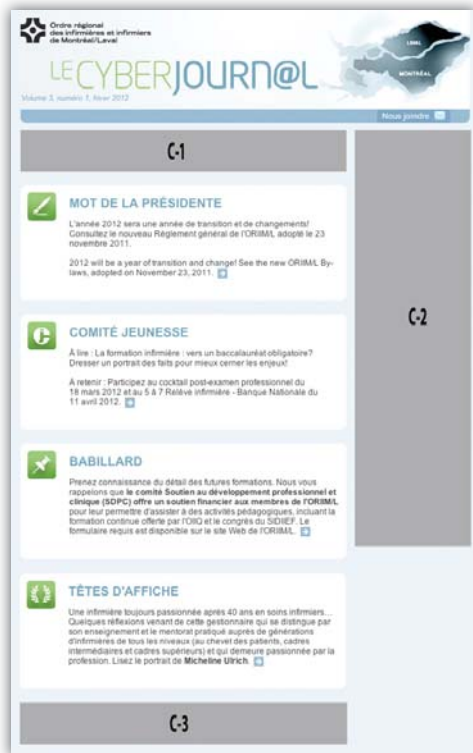 Ordre régional
des infirmières et infirmiers
de Montréal/Laval
LAVAL
MONTRÉAL
LE CYBERJOURN@L
Volume 3, numéro 1, février 2012
Nous joindre
C-1
C-2
MOT DE LA PRÉSIDENTE
L'année 2012 sera une année de transition et de changements!
Consultez le nouveau Règlement général de l'ORIIM/L adopté le 23
novembre 2011.
2012 will be a year of transition and change! See the new ORIIM/L By-
laws, adopted on November 23, 2011.
COMITÉ JEUNESSE
À lire : La formation infirmière : vers un baccalauréat obligatoire?
Dresser un portrait des faits pour mieux cerner les enjeux!
À retenir : Participez au cocktail post-examen professionnel du
18 mars 2012 et au 5 à 7 Relève infirmière - Banque Nationale du
11 avril 2012.
BABILLARD
Prenez connaissance du détail des futures formations. Nous vous
rappelons que le comité Soutien au développement professionnel et
clinique (SDPC) offre un soutien financier aux membres de l'ORIIM/L
pour leur permettre d'assister à des activités pédagogiques, incluant la
formation continue offerte par l'OIIQ et le congrès du SIDIIEF. Le
formulaire requis est disponible sur le site Web de l'ORIIM/L.
TÊTES D'AFFICHE
Une infirmière toujours passionnée après 40 ans en soins infirmiers…
Quelques réflexions venant de cette gestionnaire qui se distingue par
son enseignement et le mentorat pratiqué auprès de générations
d'infirmières de tous les niveaux (au chevet des patients, cadres
intermédiaires et cadres supérieurs) et qui demeure passionnée par la
profession. Lisez le portrait de Micheline Ulrich.
C-3